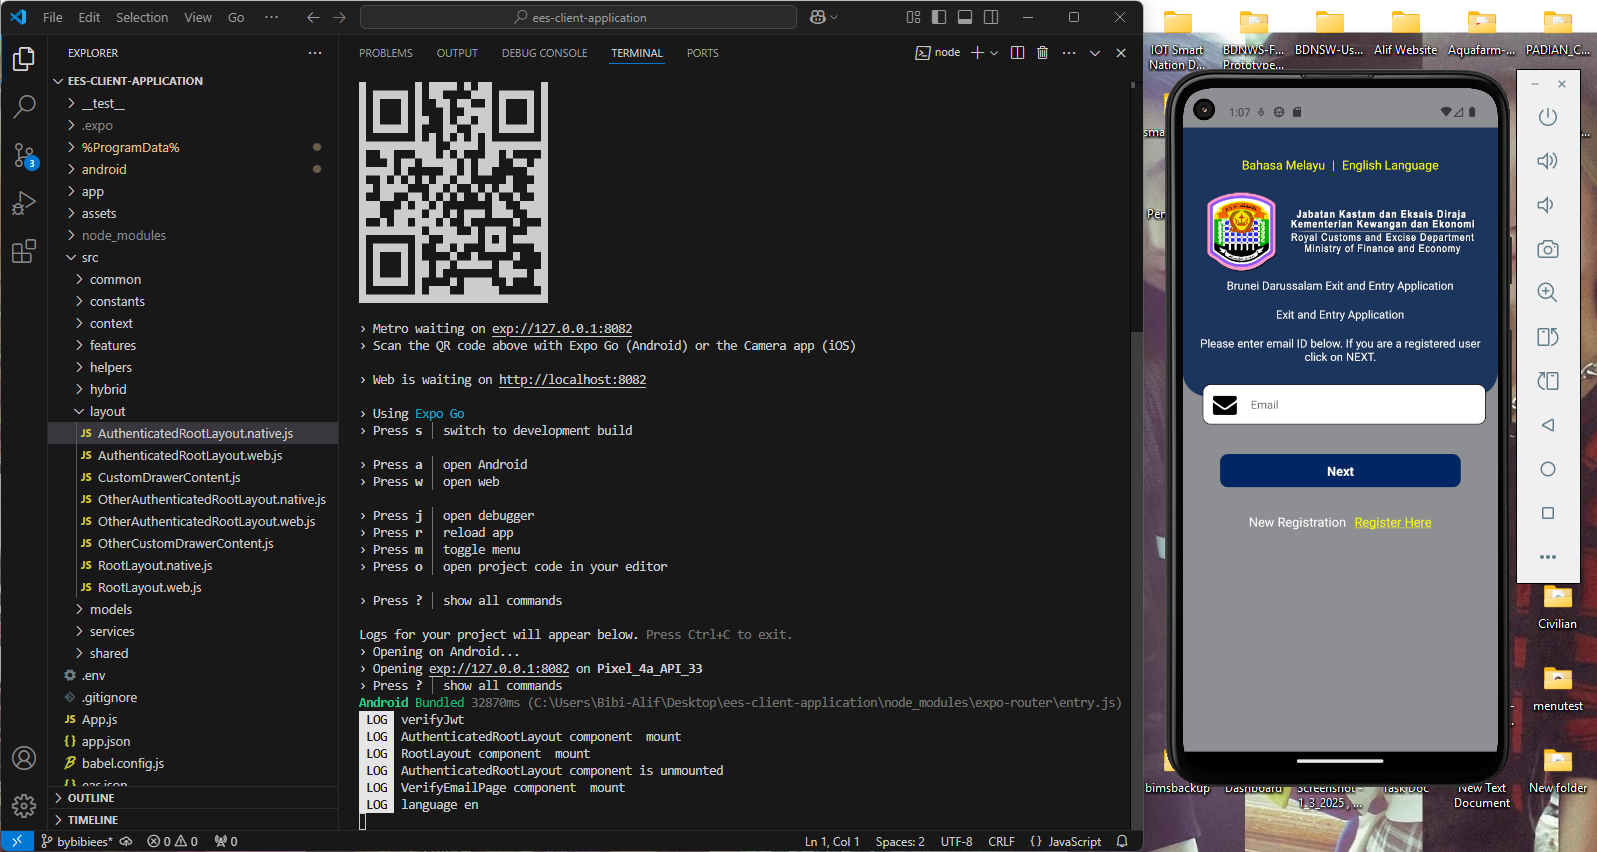 File Edit Selection View Go ... ees-client-application
EXPLORER
EES-CLIENT-APPLICATION
__test__
.expo
%ProgramData%
android
app
assets
node_modules
src
common
constants
context
features
helpers
hybrid
layout
JS AuthenticatedRootLayout.native.js
JS AuthenticatedRootLayout.web.js
JS CustomDrawerContent.js
JS OtherAuthenticatedRootLayout.native.js
JS OtherAuthenticatedRootLayout.web.js
JS OtherCustomDrawerContent.js
JS RootLayout.native.js
JS RootLayout.web.js
models
services
shared
.env
.gitignore
JS App.js
{} app.json
babel.config.js
{} eas.json
OUTLINE
TIMELINE
3
PROBLEMS OUTPUT DEBUG CONSOLE TERMINAL PORTS node
› Metro waiting on exp://127.0.0.1:8082
› Scan the QR code above with Expo Go (Android) or the Camera app (iOS)
› Web is waiting on http://localhost:8082
› Using Expo Go
› Press s │ switch to development build
› Press a │ open Android
› Press w │ open web
› Press j │ open debugger
› Press r │ reload app
› Press m │ toggle menu
› Press o │ open project code in your editor
› Press ? │ show all commands
Logs for your project will appear below. Press Ctrl+C to exit.
› Opening on Android...
› Opening exp://127.0.0.1:8082 on Pixel_4a_API_33
› Press ? │ show all commands
Android Bundled 32870ms (C:\Users\Bibi-Alif\Desktop\ees-client-application\node_modules\expo-router\entry.js)
LOG verifyJwt
LOG AuthenticatedRootLayout component  mount
LOG RootLayout component  mount
LOG AuthenticatedRootLayout component is unmounted
LOG VerifyEmailPage component  mount
LOG language en
bybibiees* 0 0 0 Ln 1, Col 1 Spaces: 2 UTF-8 CRLF {} JavaScript
IOT Smart Nation D...
BDNWS-F... Prototype...
BDNSW-Us...
Alif Website
Aquafarm-...
PADIAN_C...
1:07
Bahasa Melayu | English Language
Jabatan Kastam dan Eksais Diraja
Kementerian Kewangan dan Ekonomi
Royal Customs and Excise Department
Ministry of Finance and Economy
Brunei Darussalam Exit and Entry Application
Exit and Entry Application
Please enter email ID below. If you are a registered user
click on NEXT.
Email
Next
New Registration Register Here
Civilian
menutest
bimsbackup
Dashboard
Screenshot - 1_3_2025 , ...
Task Doc
New Text Document
New folder